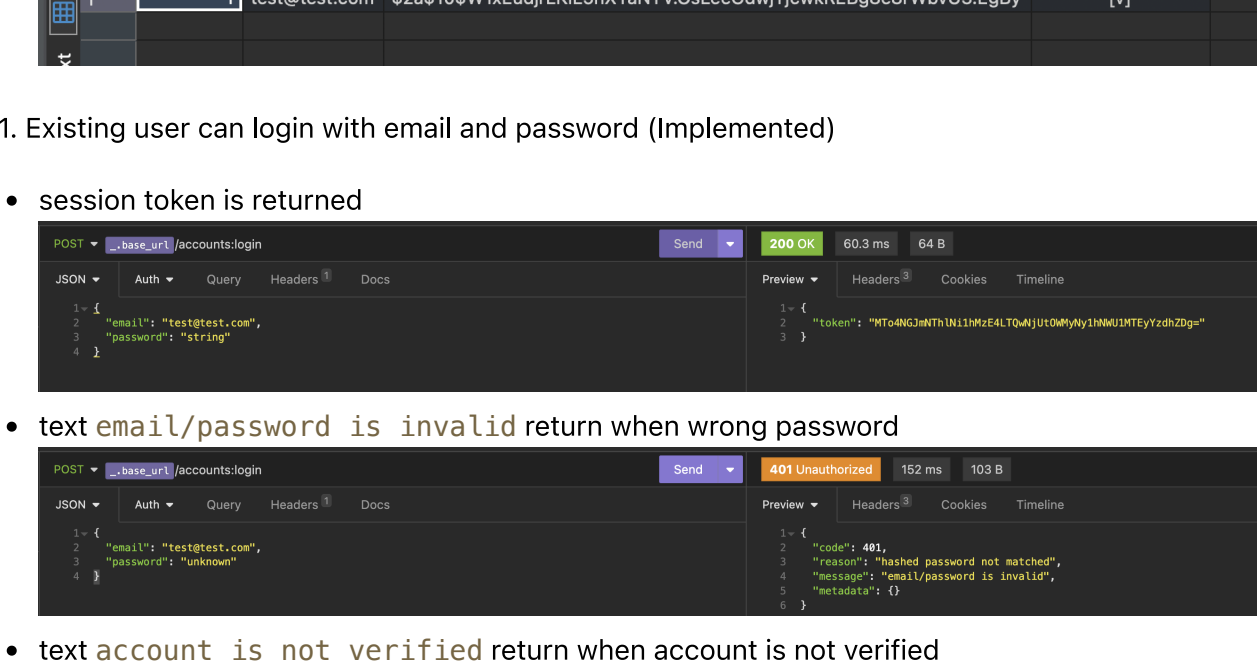 1 test@test.com
xt
1. Existing user can login with email and password (Implemented)
• session token is returned
POST _.base_url /accounts:login Send 200 OK 60.3 ms 64 B
JSON Auth Query Headers 1 Docs Preview Headers 3 Cookies Timeline
1 {
2 "email": "test@test.com",
3 "password": "string"
4 }
1 {
2 "token": "MTo4NGJmNThlNi1hMzE4LTQwNjUtOWMyNy1hNWU1MTEyYzdhZDg="
3 }
• text email/password is invalid return when wrong password
POST _.base_url /accounts:login Send 401 Unauthorized 152 ms 103 B
JSON Auth Query Headers 1 Docs Preview Headers 3 Cookies Timeline
1 {
2 "email": "test@test.com",
3 "password": "unknown"
4 }
1 {
2 "code": 401,
3 "reason": "hashed password not matched",
4 "message": "email/password is invalid",
5 "metadata": {}
6 }
• text account is not verified return when account is not verified